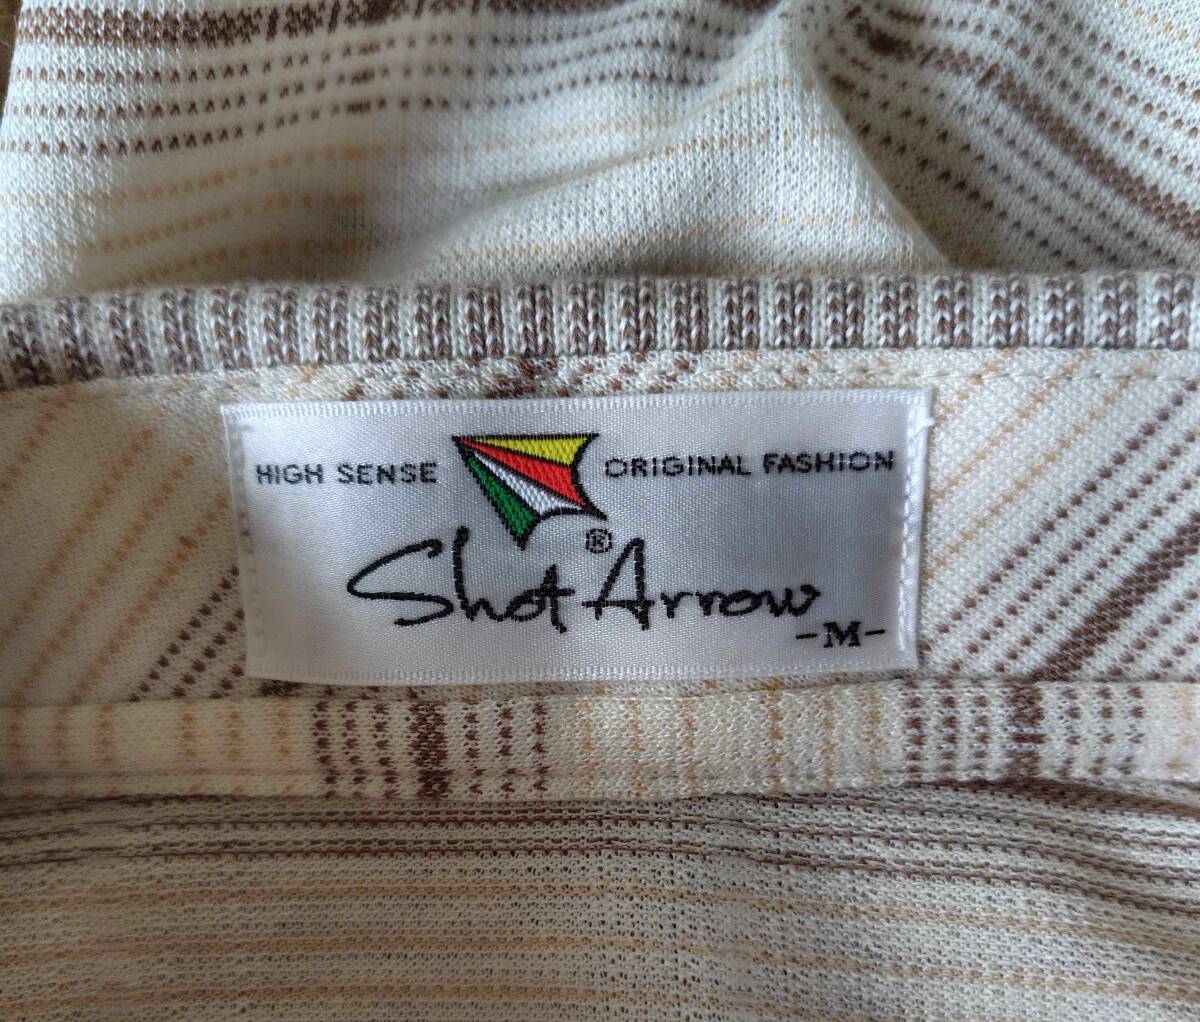 HIGH SENSE ORIGINAL FASHION
Shot Arrow®
-M-